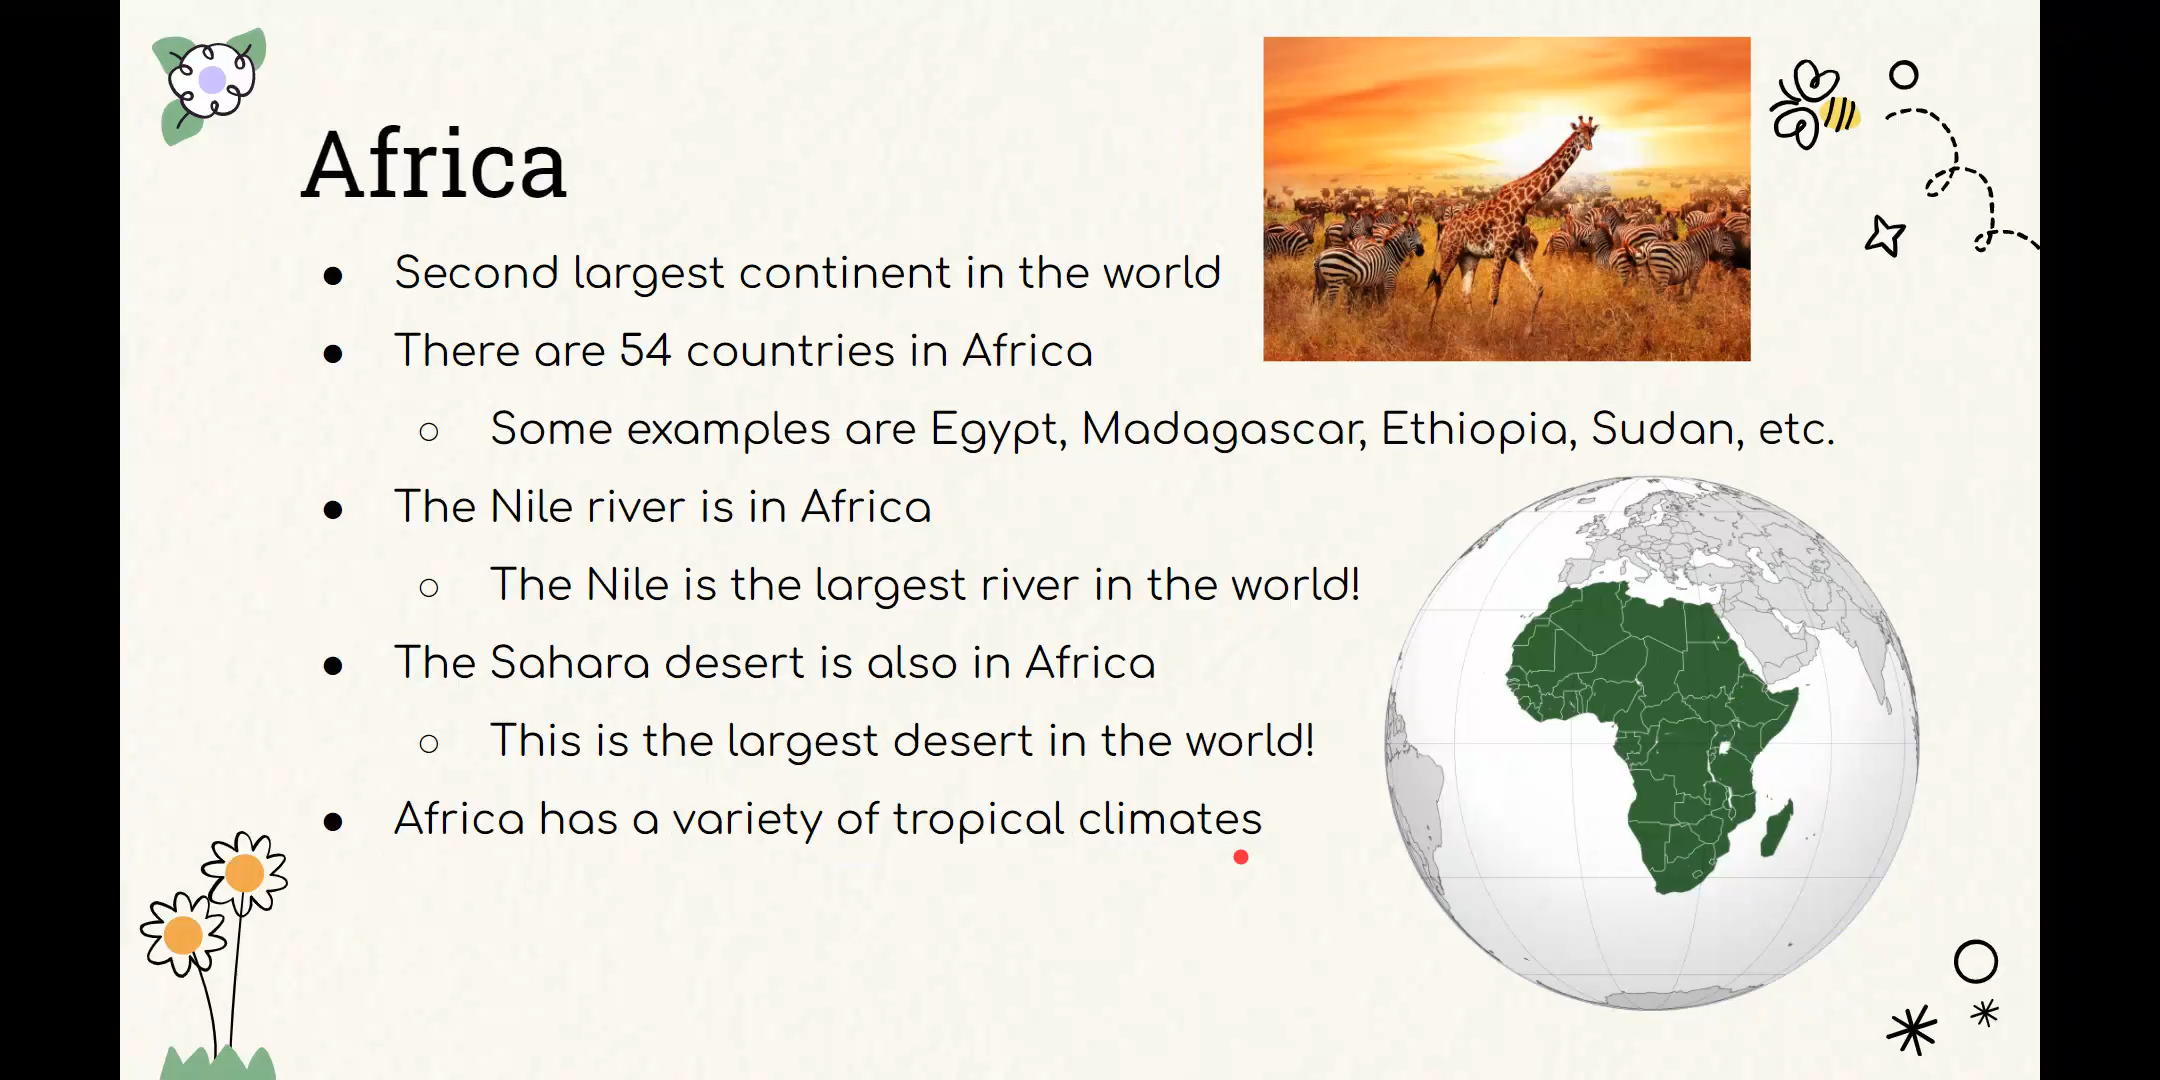 Africa
● Second largest continent in the world
● There are 54 countries in Africa
○ Some examples are Egypt, Madagascar, Ethiopia, Sudan, etc.
● The Nile river is in Africa
○ The Nile is the largest river in the world!
● The Sahara desert is also in Africa
○ This is the largest desert in the world!
● Africa has a variety of tropical climates